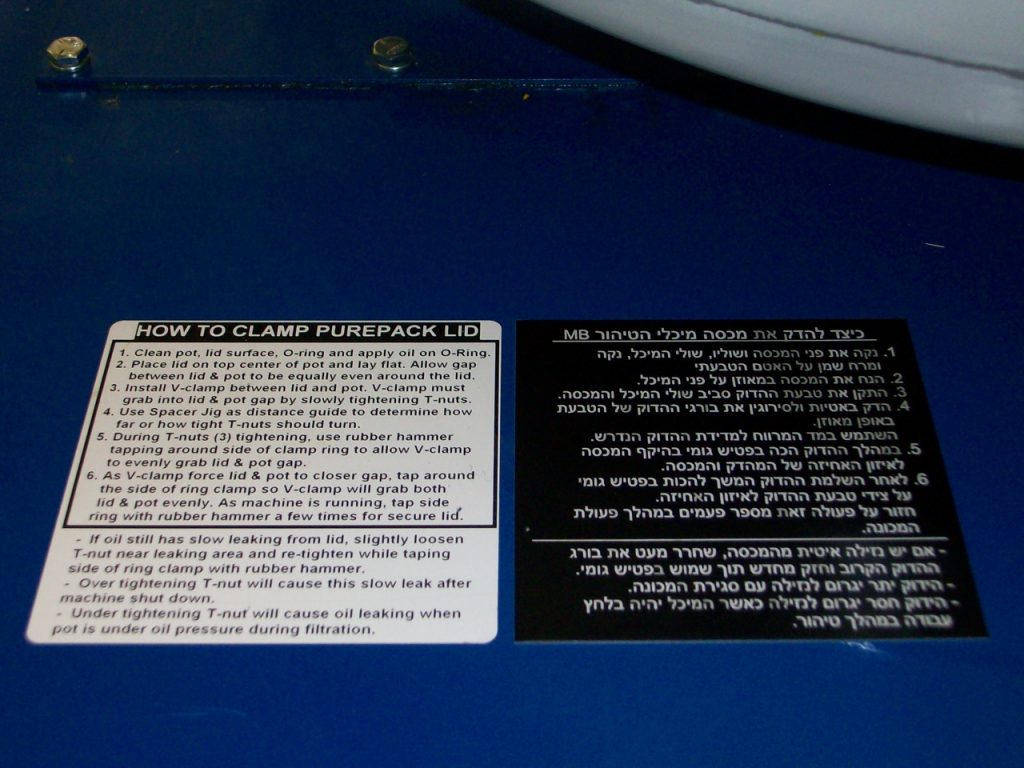 HOW TO CLAMP PUREPACK LID
1. Clean pot, lid surface, O-ring and apply oil on O-Ring.
2. Place lid on top center of pot and lay flat. Allow gap
between lid & pot to be equally even around the lid.
3. Install V-clamp between lid and pot. V-clamp must
grab into lid & pot gap by slowly tightening T-nuts.
4. Use Spacer Jig as distance guide to determine how
far or how tight T-nuts should turn.
5. During T-nuts (3) tightening, use rubber hammer
tapping around side of clamp ring to allow V-clamp
to evenly grab lid & pot gap.
6. As V-clamp force lid & pot to closer gap, tap around
the side of ring clamp so V-clamp will grab both
lid & pot evenly. As machine is running, tap side
ring with rubber hammer a few times for secure lid.
- If oil still has slow leaking from lid, slightly loosen
T-nut near leaking area and re-tighten while taping
side of ring clamp with rubber hammer.
- Over tightening T-nut will cause this slow leak after
machine shut down.
- Under tightening T-nut will cause oil leaking when
pot is under oil pressure during filtration.
כיצד להדק את מכסה מיכלי הטיהור MB
1. נקה את פני המכסה ושוליו, שולי המיכל, נקה
ומרח שמן על האטם הטבעתי
2. הנח את המכסה במאוזן על פני המיכל.
3. התקן את טבעת ההדוק סביב שולי המיכל והמכסה.
4. הדק באטיות ולסירוגין את בורגי ההדוק של הטבעת
באופן מאוזן.
השתמש במד המרווח למדידת ההדוק הנדרש.
5. במהלך ההדוק הכה בפטיש גומי בהיקף המכסה
לאיזון האחיזה של המהדק והמכסה.
6. לאחר השלמת ההדוק המשך להכות בפטיש גומי
על צידי טבעת ההדוק לאיזון האחיזה.
חזור על פעולה זאת מספר פעמים במהלך פעולת
המכונה.
- אם יש נזילה איטית מהמכסה, שחרר מעט את בורג
ההדוק הקרוב וחזק מחדש תוך שמוש בפטיש גומי.
- הידוק יתר יגרום לנזילה עם סגירת המכונה.
- הידוק חסר יגרום לנזילה כאשר המיכל יהיה בלחץ
עבודה במהלך טיהור.